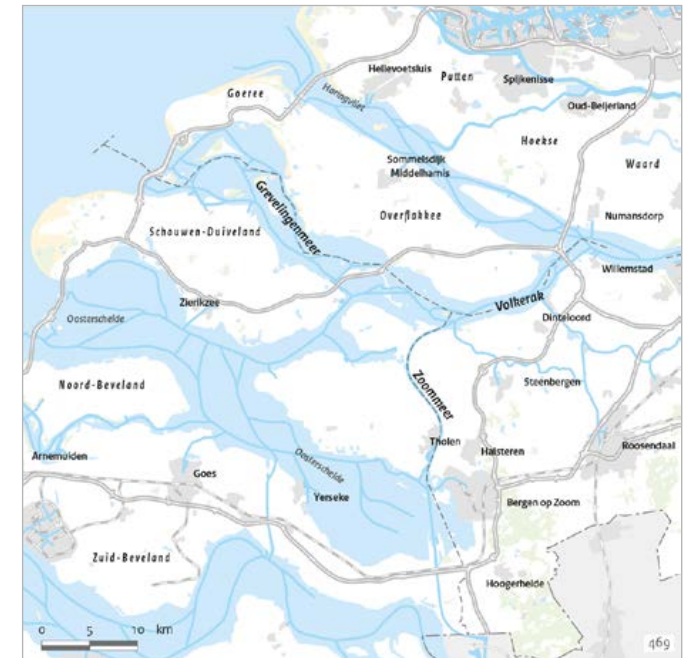 Hellevoetsluis
Putten
Spijkenisse
Goeree
Haringvliet
Oud-Beijerland
Hoekse
Waard
Sommelsdijk
Middelharnis
Grevelingenmeer
Overflakkee
Numansdorp
Schouwen-Duiveland
Willemstad
Zierikzee
Volkerak
Oosterschelde
Dinteloord
Zoommeer
Noord-Beveland
Steenbergen
Tholen
Halsteren
Roosendaal
Arnemuiden
Goes
Oosterschelde
Yerseke
Bergen op Zoom
Zuid-Beveland
Hoogerheide
0 5 10 km
469